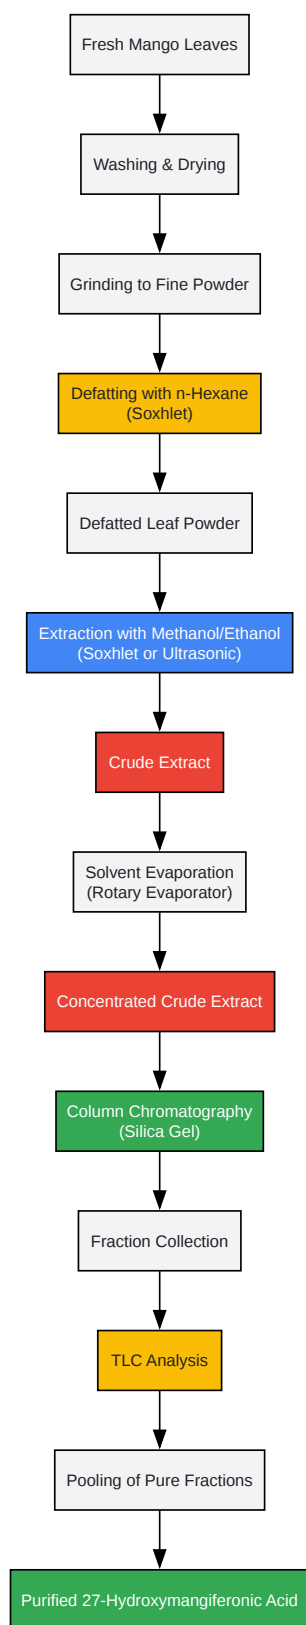 Fresh Mango Leaves
Washing & Drying
Grinding to Fine Powder
Defatting with n-Hexane
(Soxhlet)
Defatted Leaf Powder
Extraction with Methanol/Ethanol
(Soxhlet or Ultrasonic)
Crude Extract
Solvent Evaporation
(Rotary Evaporator)
Concentrated Crude Extract
Column Chromatography
(Silica Gel)
Fraction Collection
TLC Analysis
Pooling of Pure Fractions
Purified 27-Hydroxymangiferonic Acid